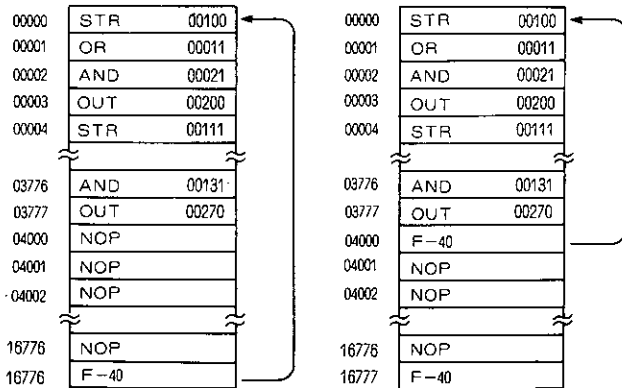 00000 STR 00100
00001 OR 00011
00002 AND 00021
00003 OUT 00200
00004 STR 00111
03776 AND 00131
03777 OUT 00270
04000 NOP
04001 NOP
04002 NOP
16776 NOP
16776 F-40
00000 STR 00100
00001 OR 00011
00002 AND 00021
00003 OUT 00200
00004 STR 00111
03776 AND 00131
03777 OUT 00270
04000 F-40
04001 NOP
04002 NOP
16776 NOP
16777 F-40